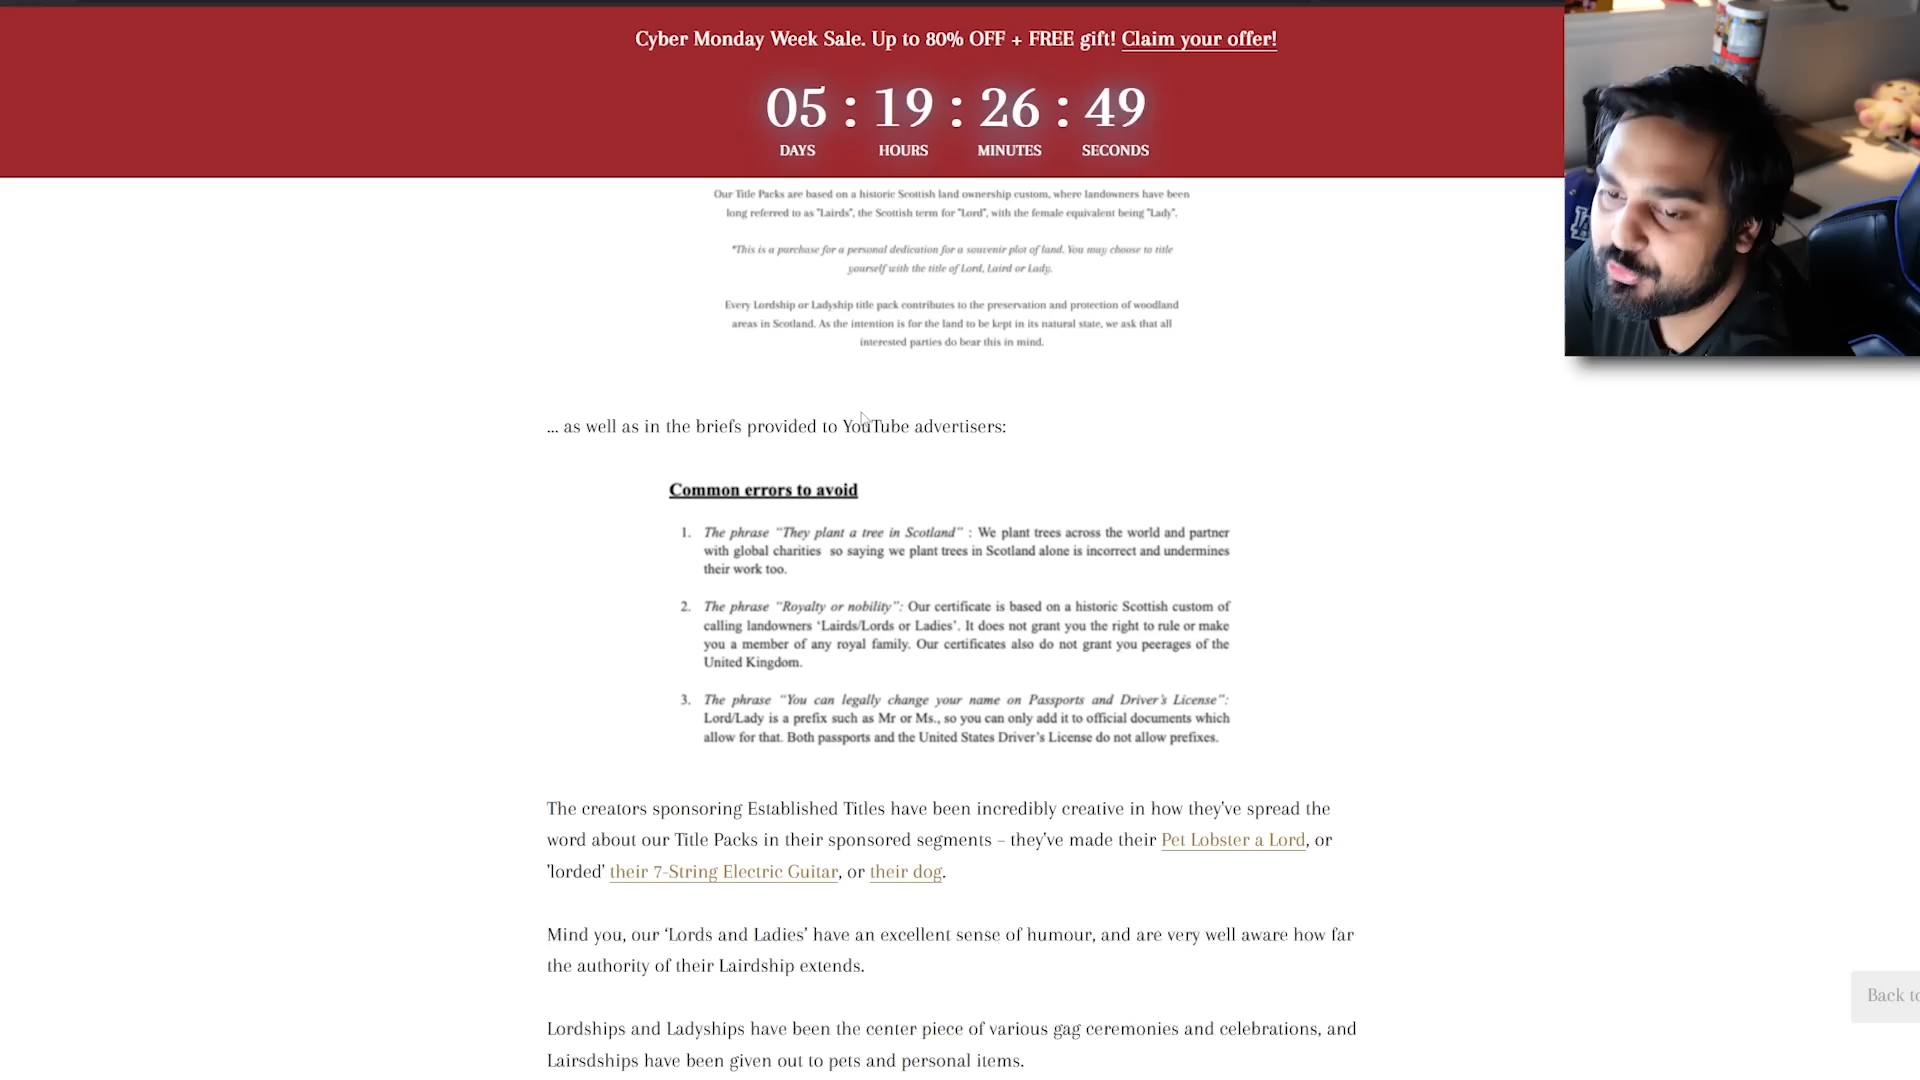 Cyber Monday Week Sale. Up to 80% OFF + FREE gift! Claim your offer!
05 : 19 : 26 : 49
DAYS HOURS MINUTES SECONDS
Our Title Packs are based on a historic Scottish land ownership custom, where landowners have been
long referred to as "Lairds", the Scottish term for "Lord", with the female equivalent being "Lady".
*This is a purchase for a personal dedication for a souvenir plot of land. You may choose to title
yourself with the title of Lord, Laird or Lady.
Every Lordship or Ladyship title pack contributes to the preservation and protection of woodland
areas in Scotland. As the intention is for the land to be kept in its natural state, we ask that all
interested parties do bear this in mind.
... as well as in the briefs provided to YouTube advertisers:
Common errors to avoid
1. The phrase "They plant a tree in Scotland" : We plant trees across the world and partner
with global charities so saying we plant trees in Scotland alone is incorrect and undermines
their work too.
2. The phrase "Royalty or nobility": Our certificate is based on a historic Scottish custom of
calling landowners 'Lairds/Lords or Ladies'. It does not grant you the right to rule or make
you a member of any royal family. Our certificates also do not grant you peerages of the
United Kingdom.
3. The phrase "You can legally change your name on Passports and Driver's License":
Lord/Lady is a prefix such as Mr or Ms., so you can only add it to official documents which
allow for that. Both passports and the United States Driver's License do not allow prefixes.
The creators sponsoring Established Titles have been incredibly creative in how they've spread the
word about our Title Packs in their sponsored segments – they've made their Pet Lobster a Lord, or
'lorded' their 7-String Electric Guitar, or their dog.
Mind you, our 'Lords and Ladies' have an excellent sense of humour, and are very well aware how far
the authority of their Lairdship extends.
Back to
Lordships and Ladyships have been the center piece of various gag ceremonies and celebrations, and
Lairsdships have been given out to pets and personal items.